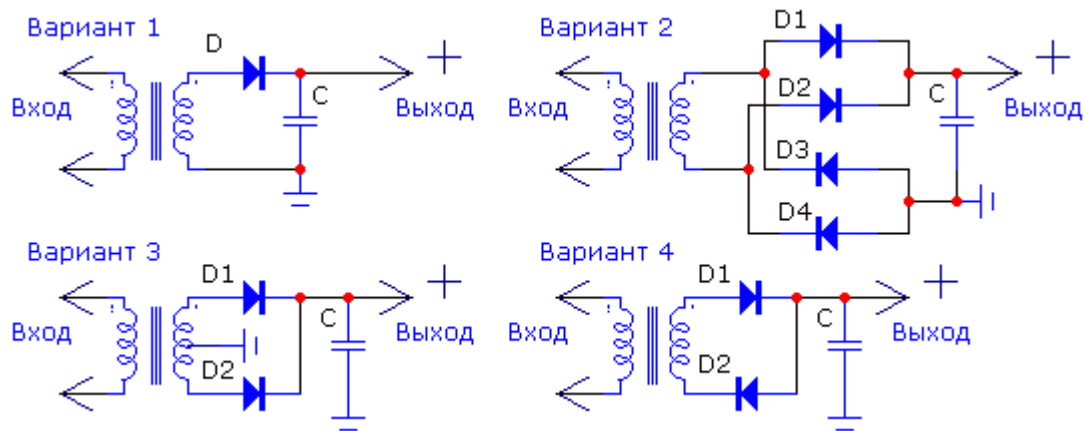 Вариант 1
D
Вход
C
Выход
+
Вариант 2
D1
D2
D3
D4
Вход
C
Выход
+
Вариант 3
D1
D2
Вход
C
Выход
+
Вариант 4
D1
D2
Вход
C
Выход
+